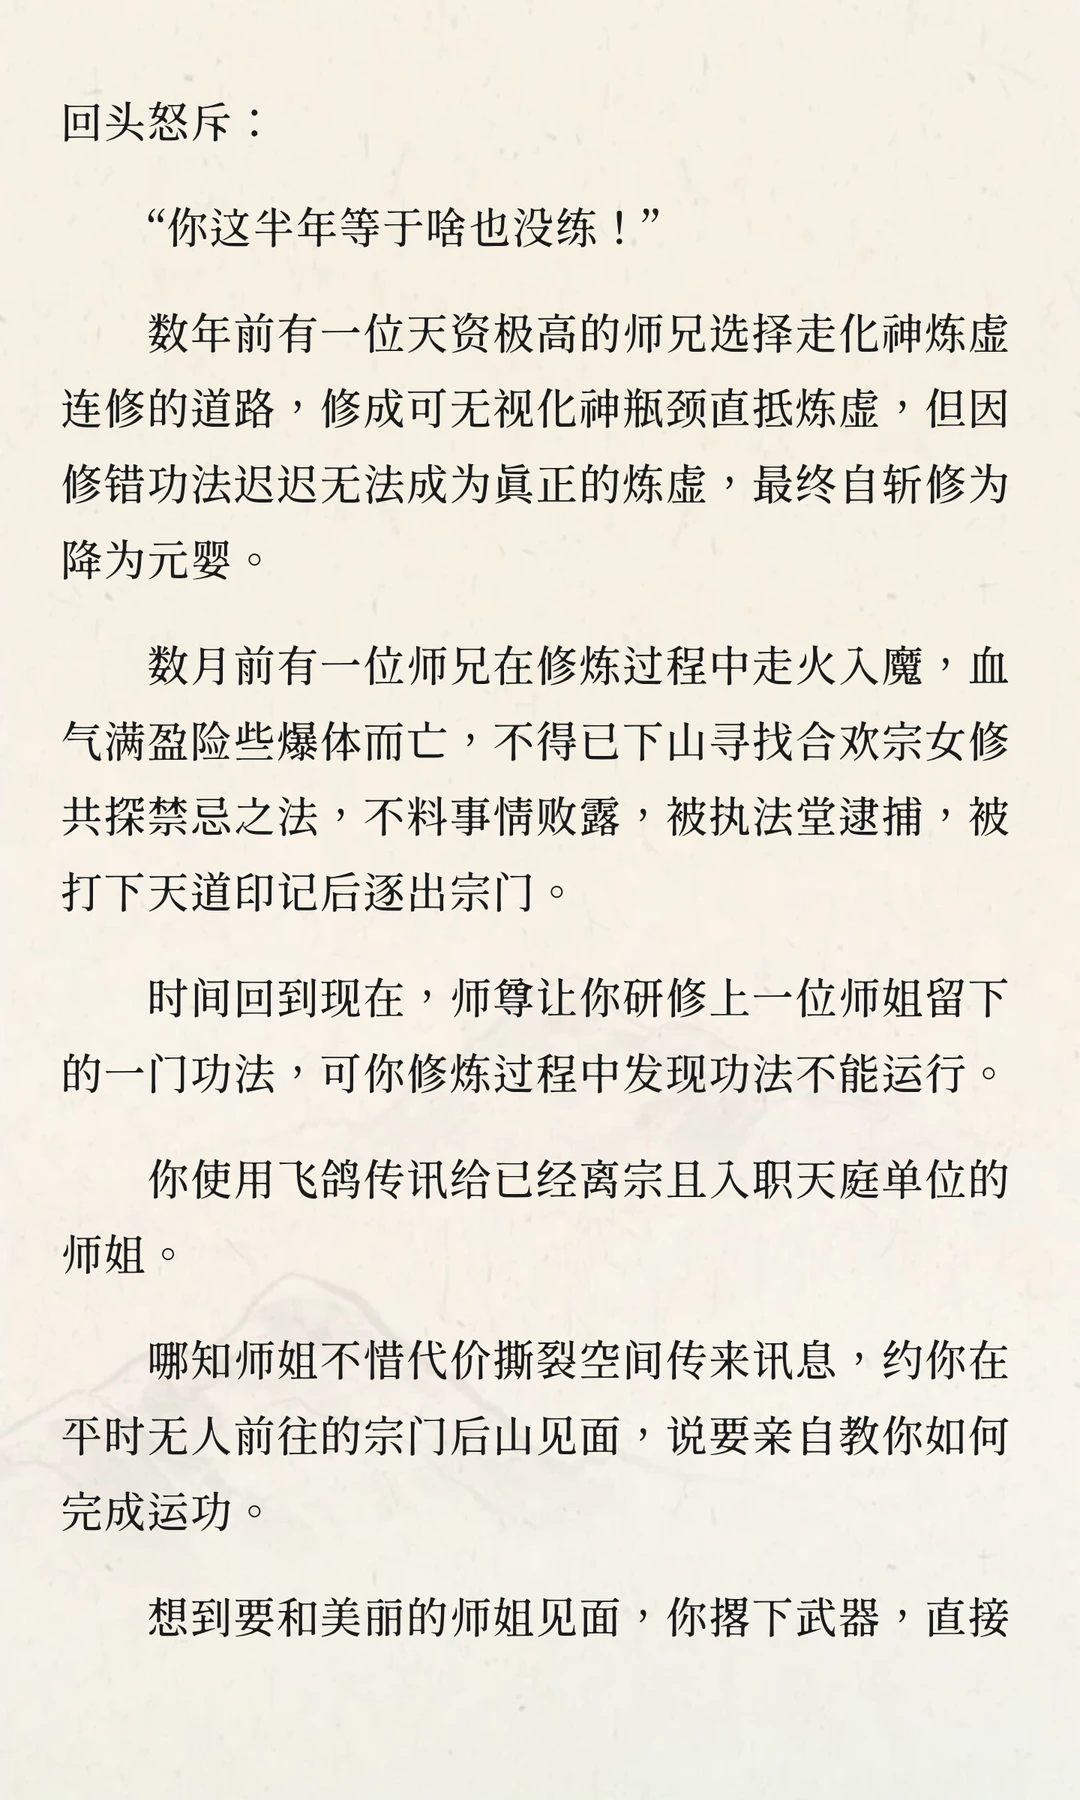 回头怒斥：
“你这半年等于啥也没练！”
数年前有一位天资极高的师兄选择走化神炼虚
连修的道路，修成可无视化神瓶颈直抵炼虚，但因
修错功法迟迟无法成为真正的炼虚，最终自斩修为
降为元婴。
数月前有一位师兄在修炼过程中走火入魔，血
气满盈险些爆体而亡，不得已下山寻找合欢宗女修
共探禁忌之法，不料事情败露，被执法堂逮捕，被
打下天道印记后逐出宗门。
时间回到现在，师尊让你研修上一位师姐留下
的一门功法，可你修炼过程中发现功法不能运行。
你使用飞鸽传讯给已经离宗且入职天庭单位的
师姐。
哪知师姐不惜代价撕裂空间传来讯息，约你在
平时无人前往的宗门后山见面，说要亲自教你如何
完成运功。
想到要和美丽的师姐见面，你撂下武器，直接